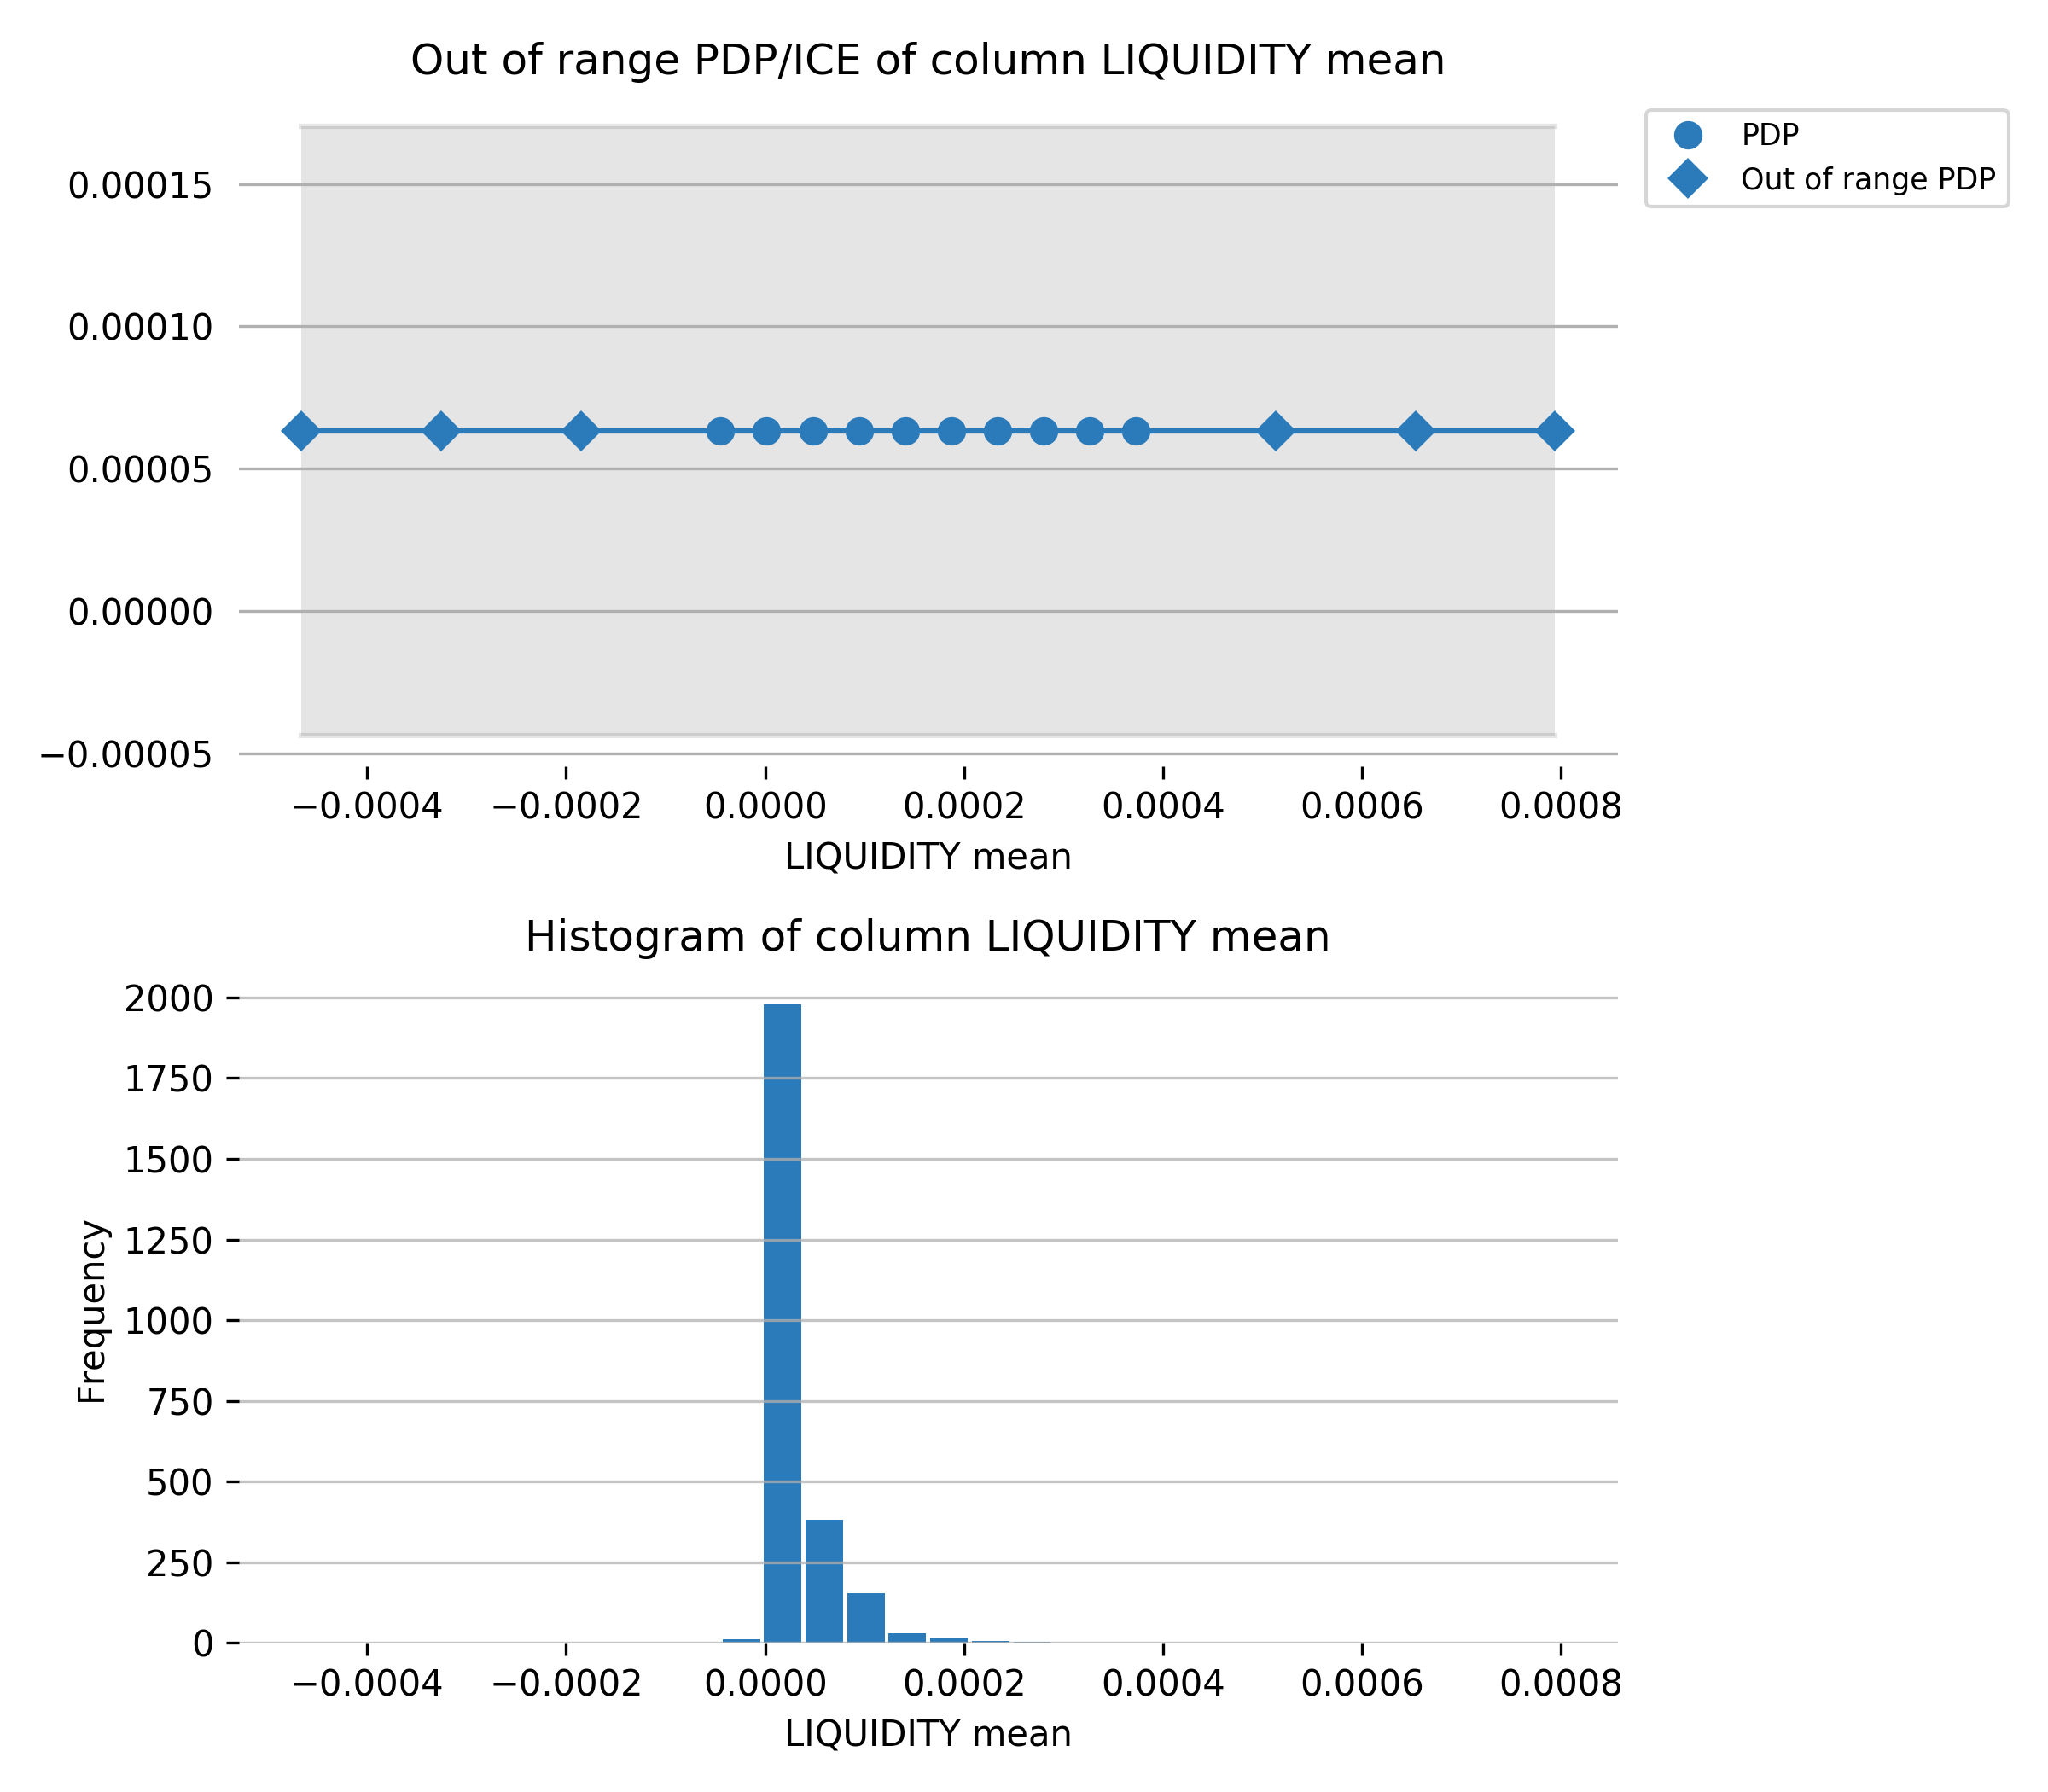 Out of range PDP/ICE of column LIQUIDITY mean
PDP
Out of range PDP
0.00015
0.00010
0.00005
0.00000
−0.00005
−0.0004 −0.0002 0.0000 0.0002 0.0004 0.0006 0.0008
LIQUIDITY mean
Histogram of column LIQUIDITY mean
2000
1750
1500
1250
1000
750
500
250
0
Frequency
−0.0004 −0.0002 0.0000 0.0002 0.0004 0.0006 0.0008
LIQUIDITY mean